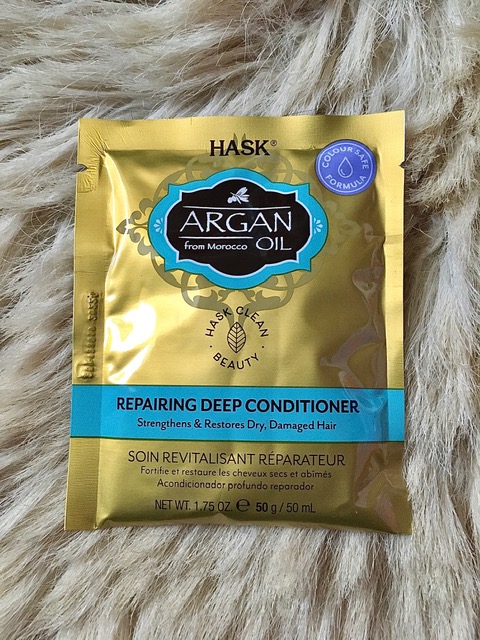 HASK®
COLOUR SAFE
FORMULA
ARGAN
from Morocco OIL
HASK CLEAN
BEAUTY
REPAIRING DEEP CONDITIONER
Strengthens & Restores Dry, Damaged Hair
SOIN REVITALISANT RÉPARATEUR
Fortifie et restaure les cheveux secs et abîmés
Acondicionador profundo reparador
NET WT. 1.75 OZ. ℮ 50 g / 50 mL